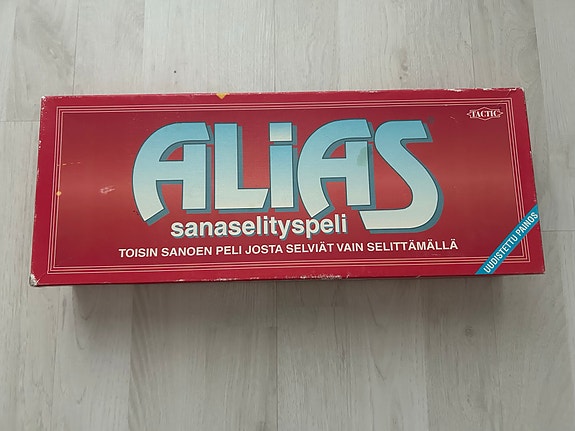 TACTIC
ALiAS
sanaselityspeli
TOISIN SANOEN PELI JOSTA SELVIÄT VAIN SELITTÄMÄLLÄ
UUDISTETTU PAINOS